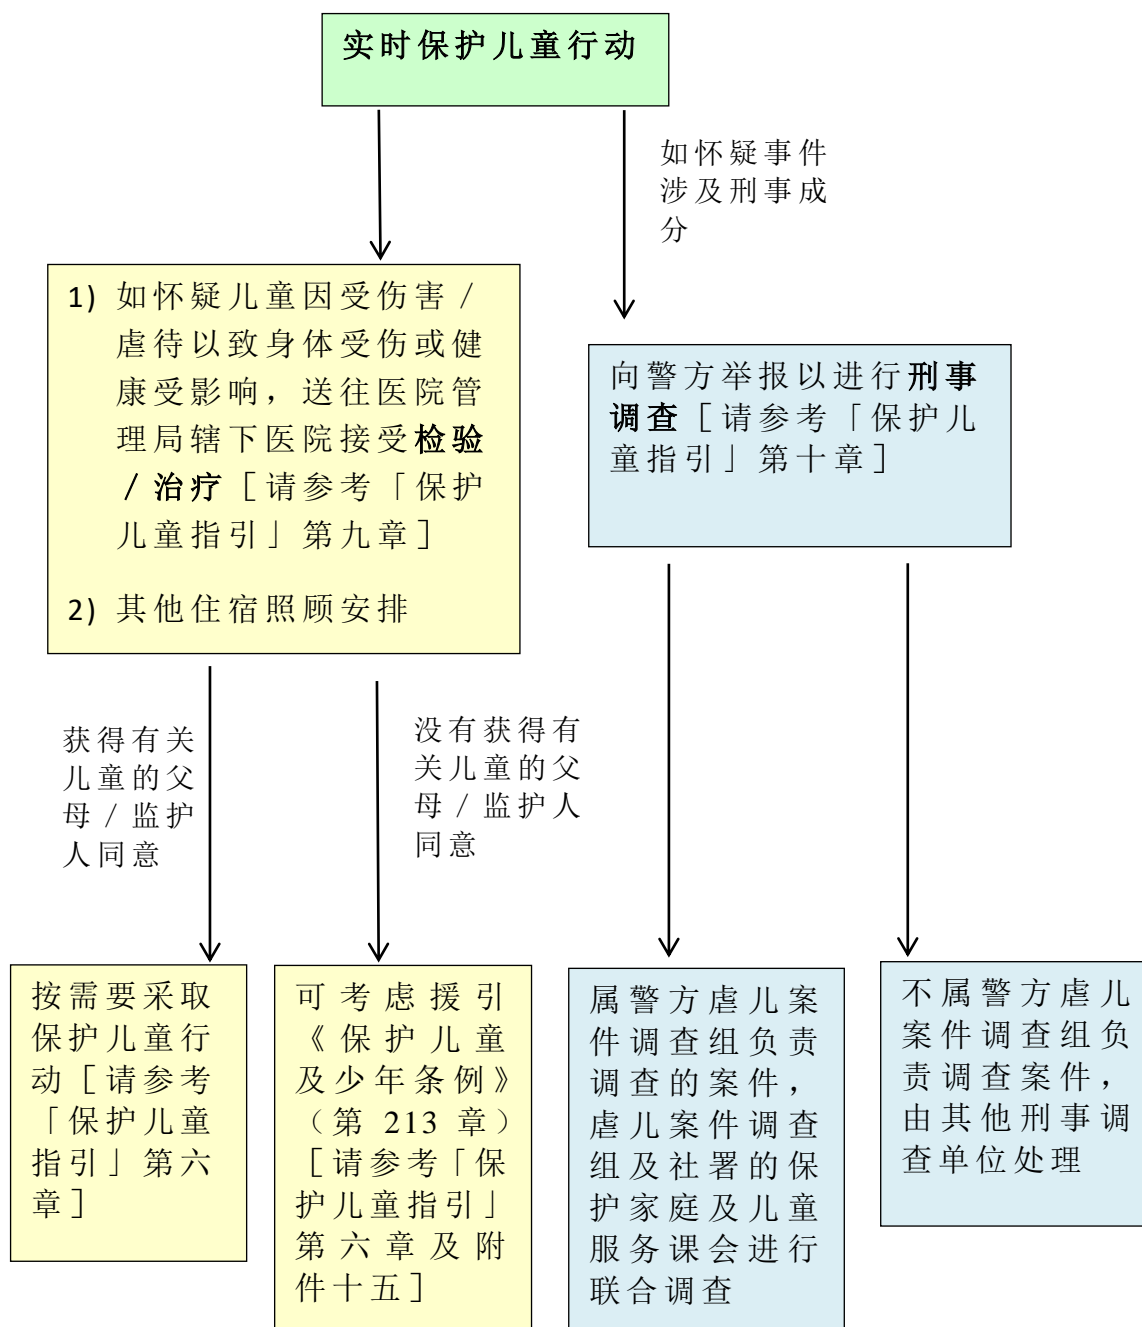 实时保护儿童行动
如怀疑事件
涉及刑事成
分
1) 如怀疑儿童因受伤害／
虐待以致身体受伤或健
康受影响，送往医院管
理局辖下医院接受检验
／治疗［请参考「保护
儿童指引」第九章］
2) 其他住宿照顾安排
向警方举报以进行刑事
调查［请参考「保护儿
童指引」第十章］
获得有关
儿童的父
母／监护
人同意
没有获得有
关儿童的父
母／监护人
同意
按需要采取
保护儿童行
动［请参考
「保护儿童
指引」第六
章］
可考虑援引
《保护儿童
及少年条例》
（第 213 章）
［请参考「保
护儿童指引」
第六章及附
件十五］
属警方虐儿案
件调查组负责
调查的案件，
虐儿案件调查
组及社署的保
护家庭及儿童
服务课会进行
联合调查
不属警方虐儿
案件调查组负
责调查案件，
由其他刑事调
查单位处理